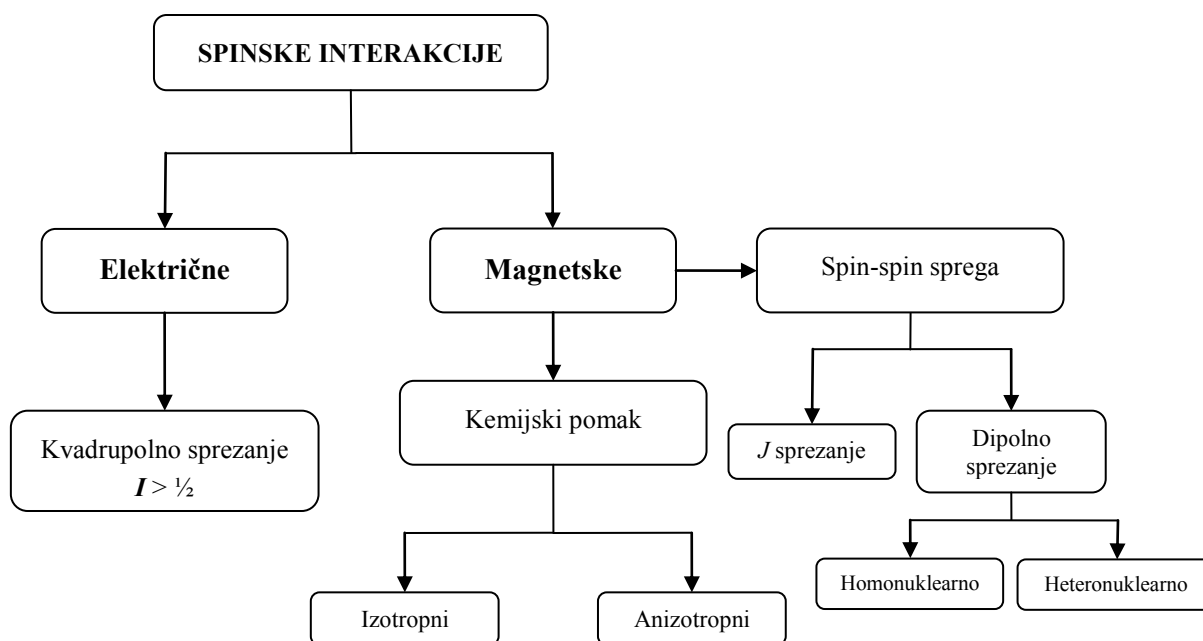 SPINSKE INTERAKCIJE
Električne
Magnetske
Spin-spin sprega
Kvadrupolno sprezanje
I > ½
Kemijski pomak
J sprezanje
Dipolno
sprezanje
Izotropni
Anizotropni
Homonuklearno
Heteronuklearno